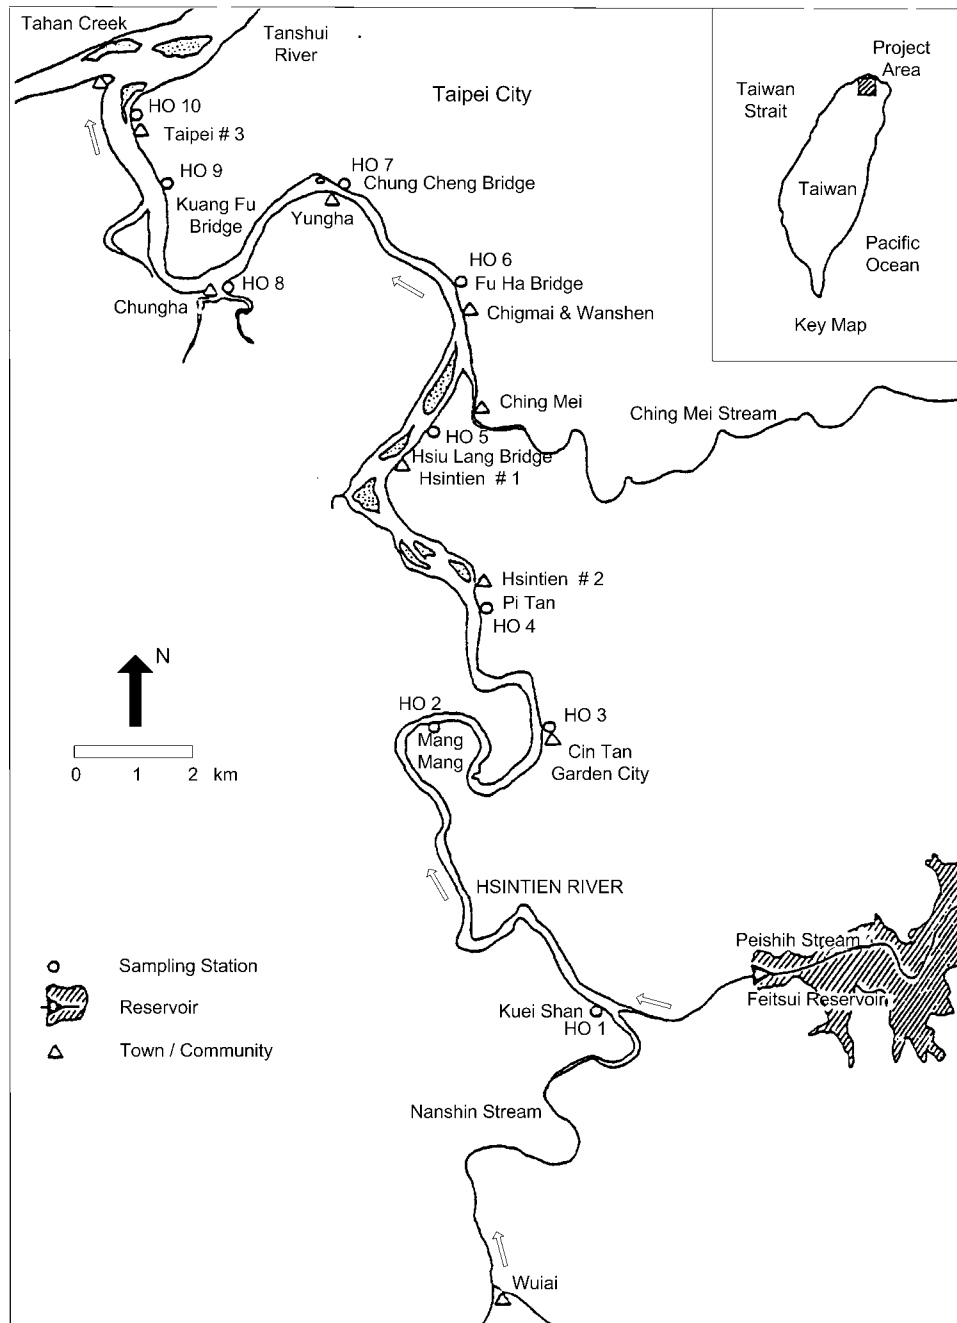 Tahan Creek
Tanshui
River
Taipei City
Project
Area
Taiwan
Strait
Taiwan
Pacific
Ocean
Key Map
HO 10
Taipei # 3
HO 9
Kuang Fu
Bridge
HO 7
Chung Cheng Bridge
Yungha
HO 8
Chungha
HO 6
Fu Ha Bridge
Chigmai & Wanshen
Ching Mei
Ching Mei Stream
HO 5
Hsiu Lang Bridge
Hsintien # 1
Hsintien # 2
Pi Tan
HO 4
N
0 1 2 km
HO 2
Mang
Mang
HO 3
Cin Tan
Garden City
HSINTIEN RIVER
Peishih Stream
Feitsui Reservoir
Kuei Shan
HO 1
Sampling Station
Reservoir
Town / Community
Nanshin Stream
Wuiai